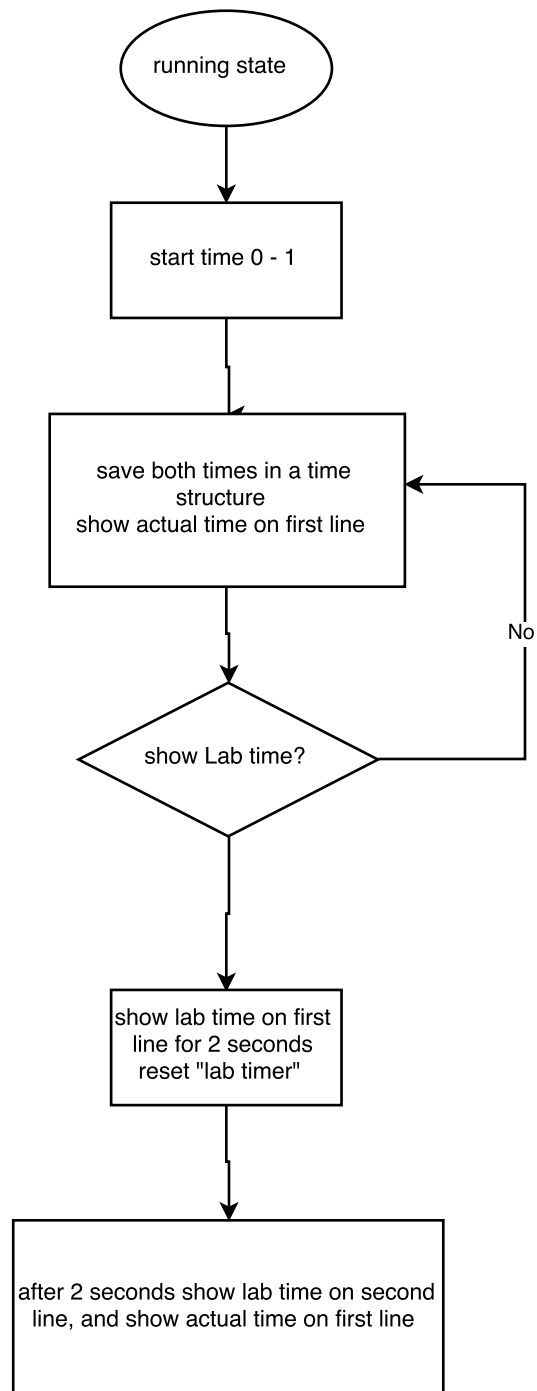 running state
start time 0 - 1
save both times in a time
structure
show actual time on first line
No
show Lab time?
show lab time on first
line for 2 seconds
reset "lab timer"
after 2 seconds show lab time on second
line, and show actual time on first line